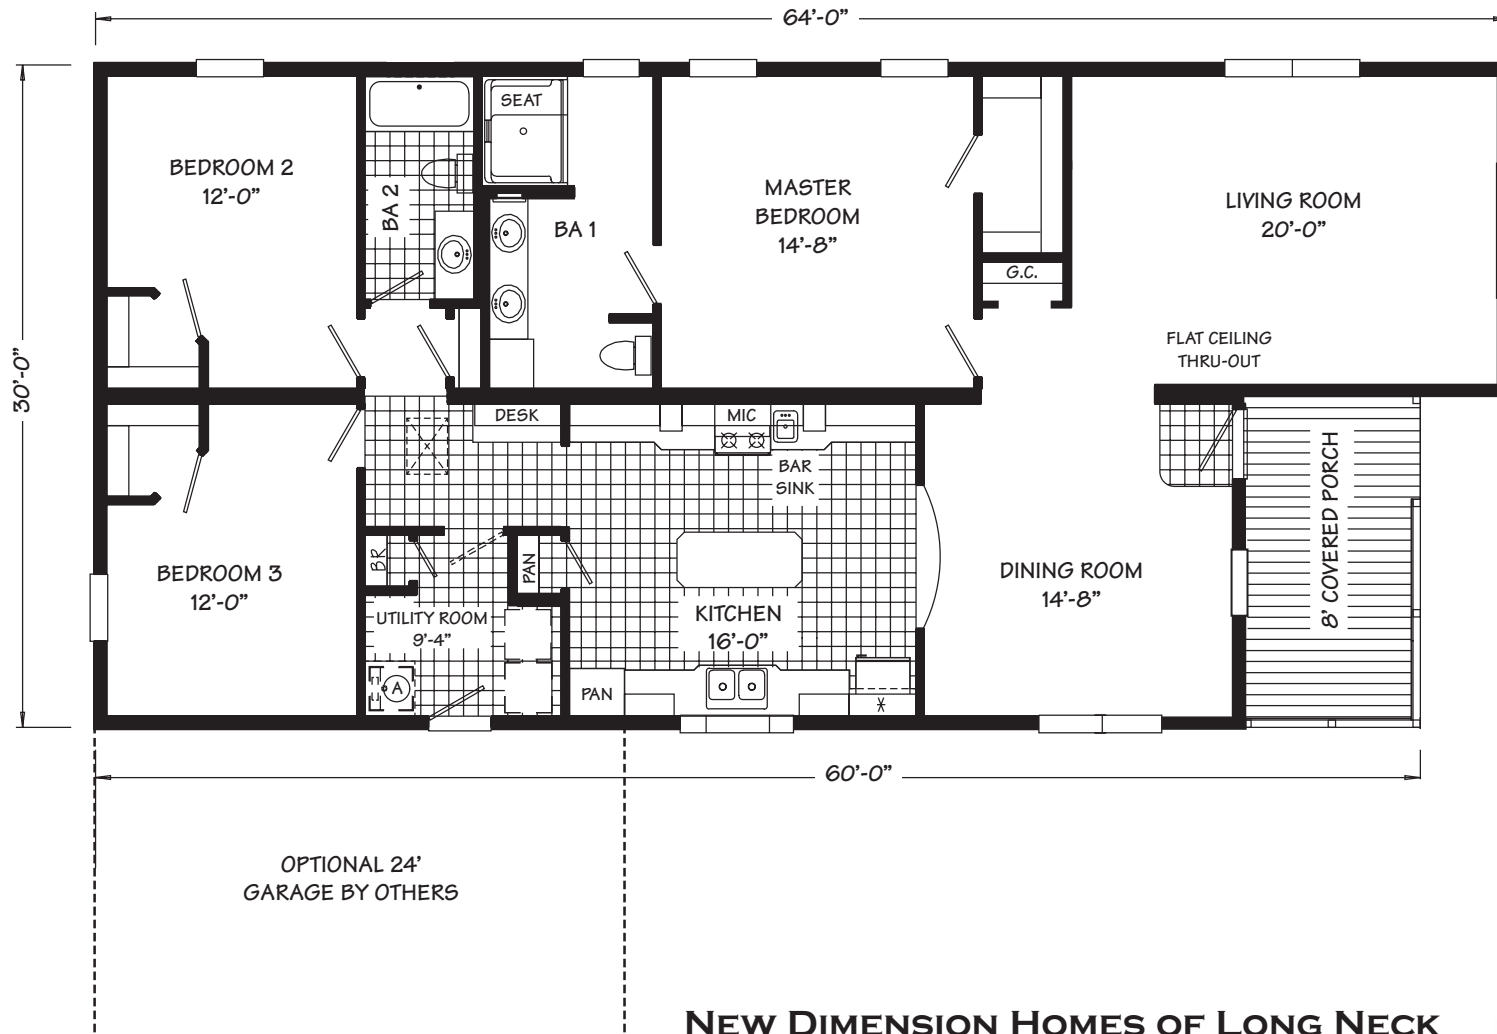 64'-0"
30'-0"
BEDROOM 2
12'-0"
BA 2
SEAT
BA 1
MASTER
BEDROOM
14'-8"
G.C.
LIVING ROOM
20'-0"
FLAT CEILING
THRU-OUT
DESK
MIC
BAR
SINK
BEDROOM 3
12'-0"
BR
PAN
UTILITY ROOM
9'-4"
A
KITCHEN
16'-0"
PAN
DINING ROOM
14'-8"
8' COVERED PORCH
60'-0"
OPTIONAL 24'
GARAGE BY OTHERS
NEW DIMENSION HOMES OF LONG NECK